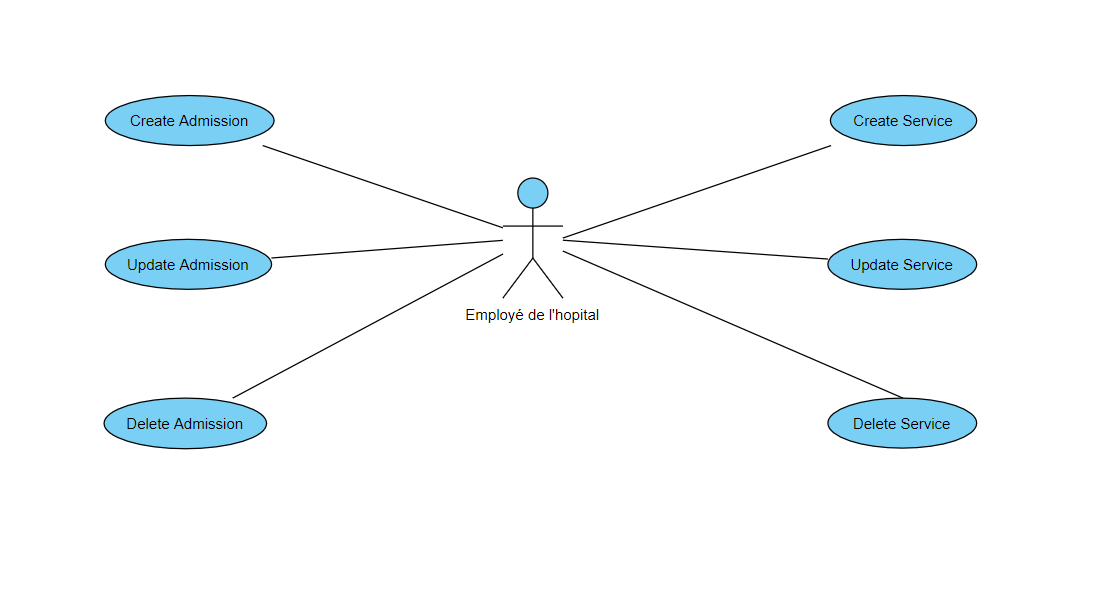 Create Admission
Create Service
Update Admission
Update Service
Employé de l'hopital
Delete Admission
Delete Service